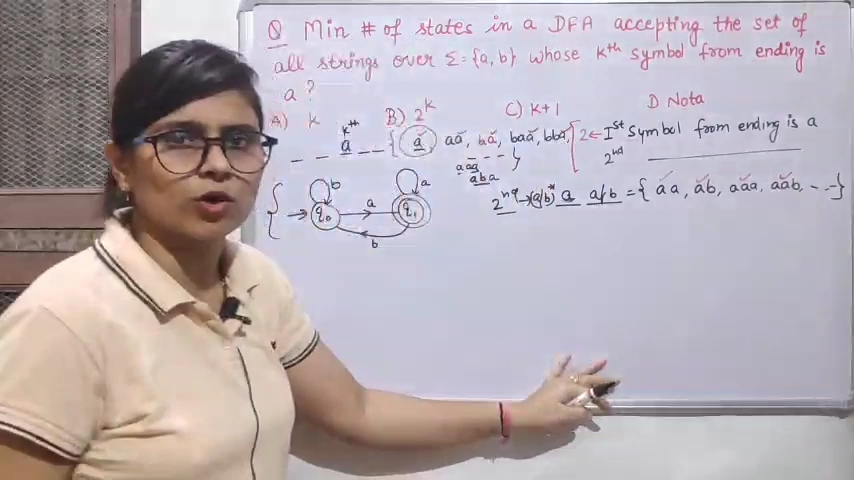 Q Min # of states in a DFA accepting the set of
all strings over Σ={a, b} whose kth symbol from ending is
a ?
A) k B) 2^k C) k+1 D Nota
kth
_ _ _ a _ _ { a, aa, ba, baa, bba, } 2 ← Ist symbol from ending is a
aaa
aba
2nd
2nd → (a/b)* a a/b = { aa, ab, aaa, aab, ... }
→ q0 a q1 b a b